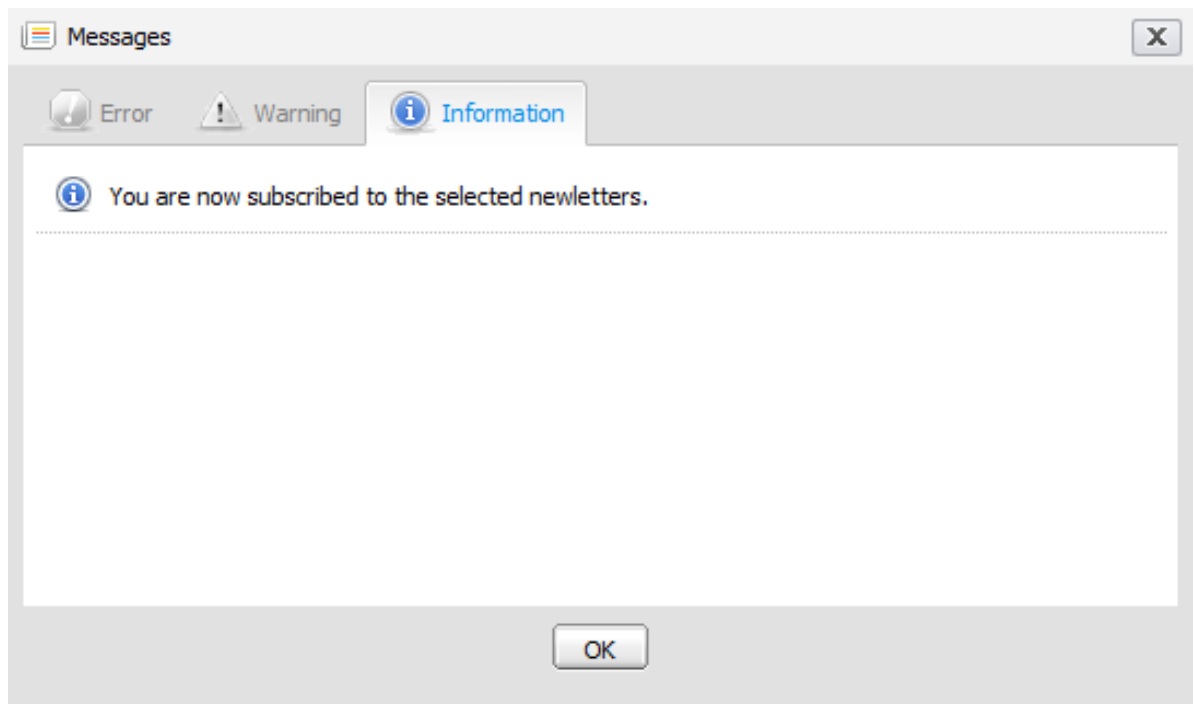 Messages
X
Error Warning Information
You are now subscribed to the selected newletters.
OK